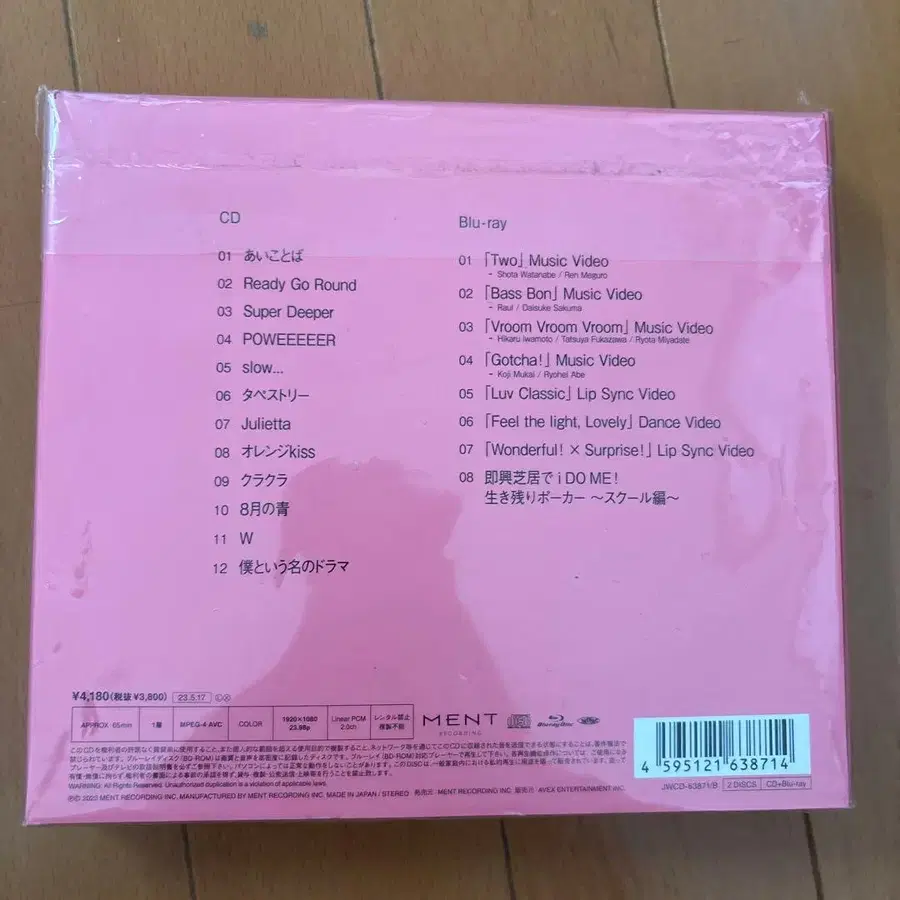 CD
01 あいことば
02 Ready Go Round
03 Super Deeper
04 POWEEEEER
05 slow...
06 タペストリー
07 Julietta
08 オレンジkiss
09 クラクラ
10 8月の青
11 W
12 僕という名のドラマ
Blu-ray
01 「Two」 Music Video
- Shota Watanabe / Ren Meguro
02 「Bass Bon」 Music Video
- Raul / Daisuke Sakuma
03 「Vroom Vroom Vroom」 Music Video
- Hikaru Iwamoto / Tatsuya Fukazawa / Ryota Miyadate
04 「Gotcha!」 Music Video
- Koji Mukai / Ryohei Abe
05 「Luv Classic」 Lip Sync Video
06 「Feel the light, Lovely」 Dance Video
07 「Wonderful! × Surprise!」 Lip Sync Video
08 即興芝居で i DO ME!
生き残りポーカー ～スクール編～
¥4,180(税抜¥3,800) 23.5.17
APPROX 65min 1層 MPEG-4 AVC COLOR 1920×1080 23.98p Linear PCM 2.0ch レンタル禁止 複製不能
MENT
RECORDING
Blu-ray Disc
WARNING: All Rights Reserved. Unauthorized duplication is a violation of applicable laws.
Ⓟ© 2023 MENT RECORDING INC. MANUFACTURED BY MENT RECORDING INC. MADE IN JAPAN / STEREO 発売元: MENT RECORDING INC. 販売元: AVEX ENTERTAINMENT INC.
4 595121 638714
JWCD-63871/B 2 DISCS CD+Blu-ray